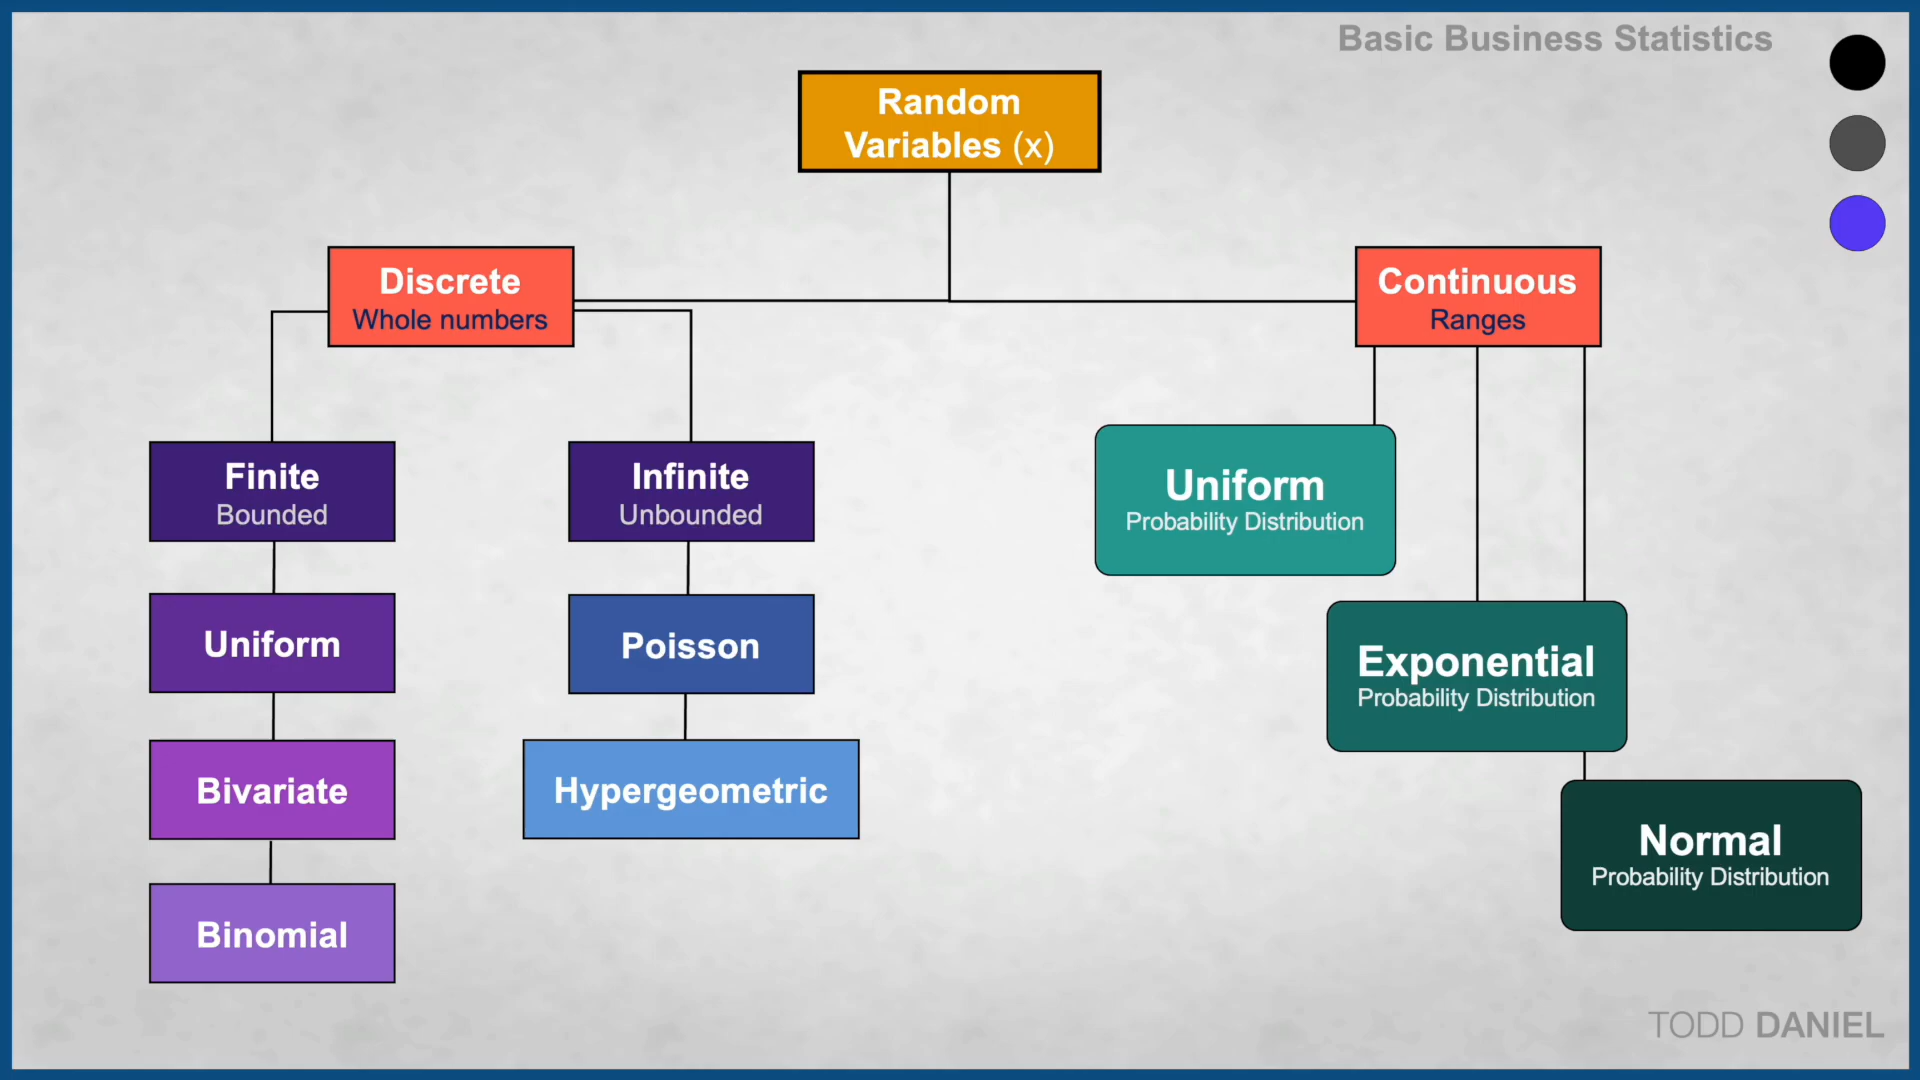 Basic Business Statistics
Random
Variables (x)
Discrete
Whole numbers
Continuous
Ranges
Finite
Bounded
Infinite
Unbounded
Uniform
Probability Distribution
Uniform
Poisson
Exponential
Probability Distribution
Bivariate
Hypergeometric
Normal
Probability Distribution
Binomial
TODD DANIEL